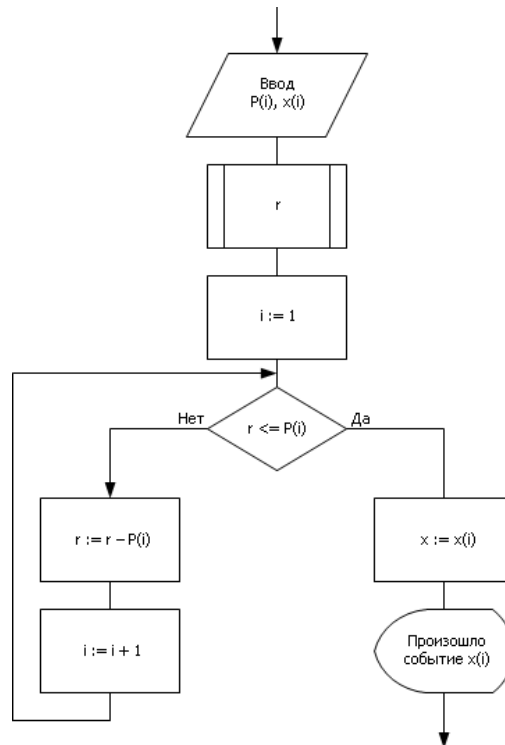 Ввод
P(i), x(i)
r
i := 1
r <= P(i)
Нет
Да
r := r – P(i)
x := x(i)
i := i + 1
Произошло
событие x(i)